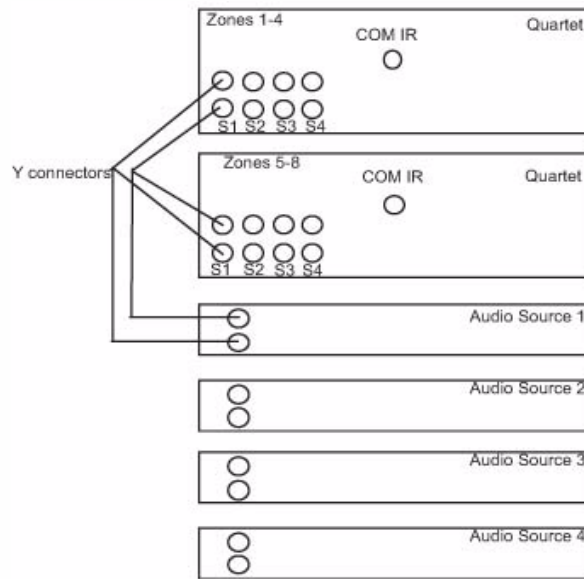 Zones 1-4
Quartet
COM IR
S1 S2 S3 S4
Y connectors
Zones 5-8
Quartet
COM IR
S1 S2 S3 S4
Audio Source 1
Audio Source 2
Audio Source 3
Audio Source 4